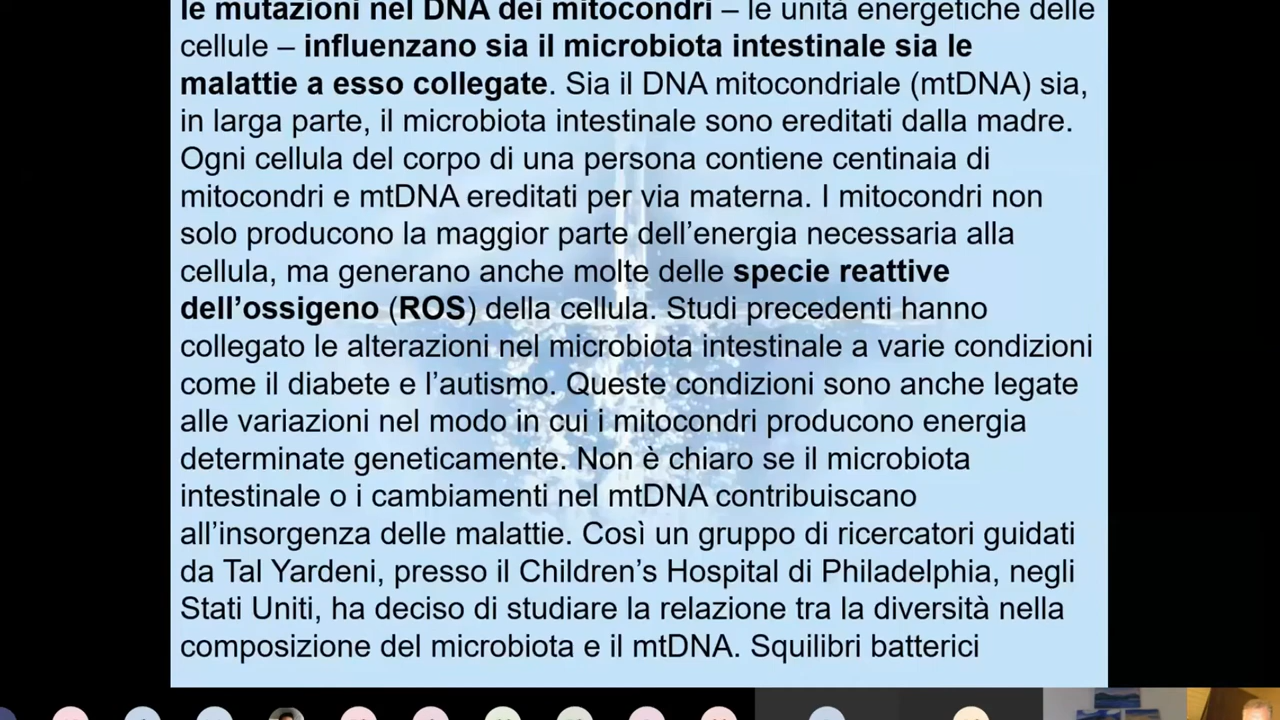 le mutazioni nel DNA dei mitocondri – le unità energetiche delle
cellule – influenzano sia il microbiota intestinale sia le
malattie a esso collegate. Sia il DNA mitocondriale (mtDNA) sia,
in larga parte, il microbiota intestinale sono ereditati dalla madre.
Ogni cellula del corpo di una persona contiene centinaia di
mitocondri e mtDNA ereditati per via materna. I mitocondri non
solo producono la maggior parte dell’energia necessaria alla
cellula, ma generano anche molte delle specie reattive
dell’ossigeno (ROS) della cellula. Studi precedenti hanno
collegato le alterazioni nel microbiota intestinale a varie condizioni
come il diabete e l’autismo. Queste condizioni sono anche legate
alle variazioni nel modo in cui i mitocondri producono energia
determinate geneticamente. Non è chiaro se il microbiota
intestinale o i cambiamenti nel mtDNA contribuiscano
all’insorgenza delle malattie. Così un gruppo di ricercatori guidati
da Tal Yardeni, presso il Children’s Hospital di Philadelphia, negli
Stati Uniti, ha deciso di studiare la relazione tra la diversità nella
composizione del microbiota e il mtDNA. Squilibri batterici